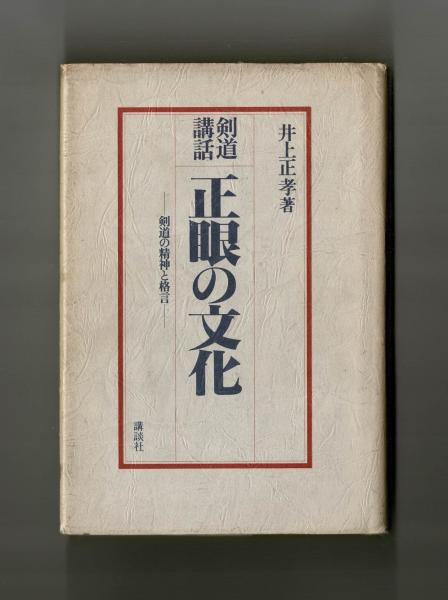 井上正孝著
剣道
講話
正眼の文化
―剣道の精神と格言―
講談社